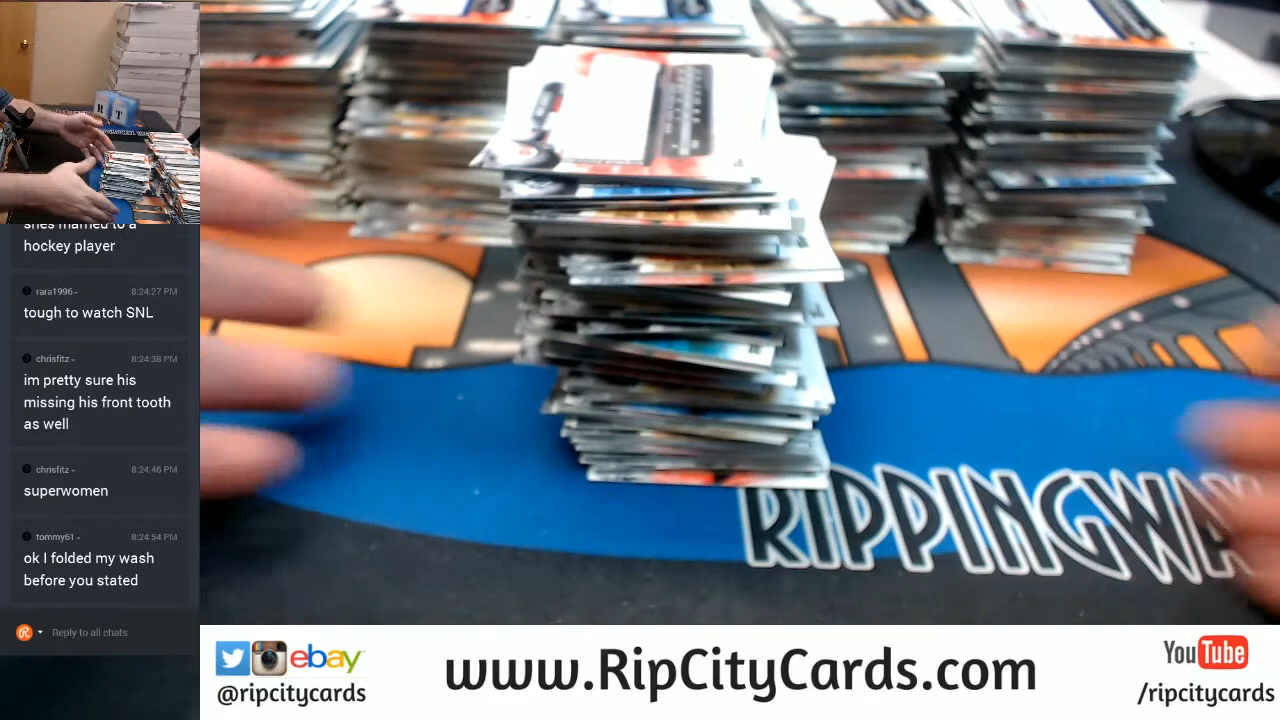 shes married to a
hockey player
rara1996 8:24:27 PM
tough to watch SNL
chrisfitz 8:24:38 PM
im pretty sure his
missing his front tooth
as well
chrisfitz 8:24:46 PM
superwomen
tommy61 8:24:54 PM
ok I folded my wash
before you stated
Reply to all chats
R T
RIPPINGWA
ebay
@ripcitycards
www.RipCityCards.com
YouTube
/ripcitycards